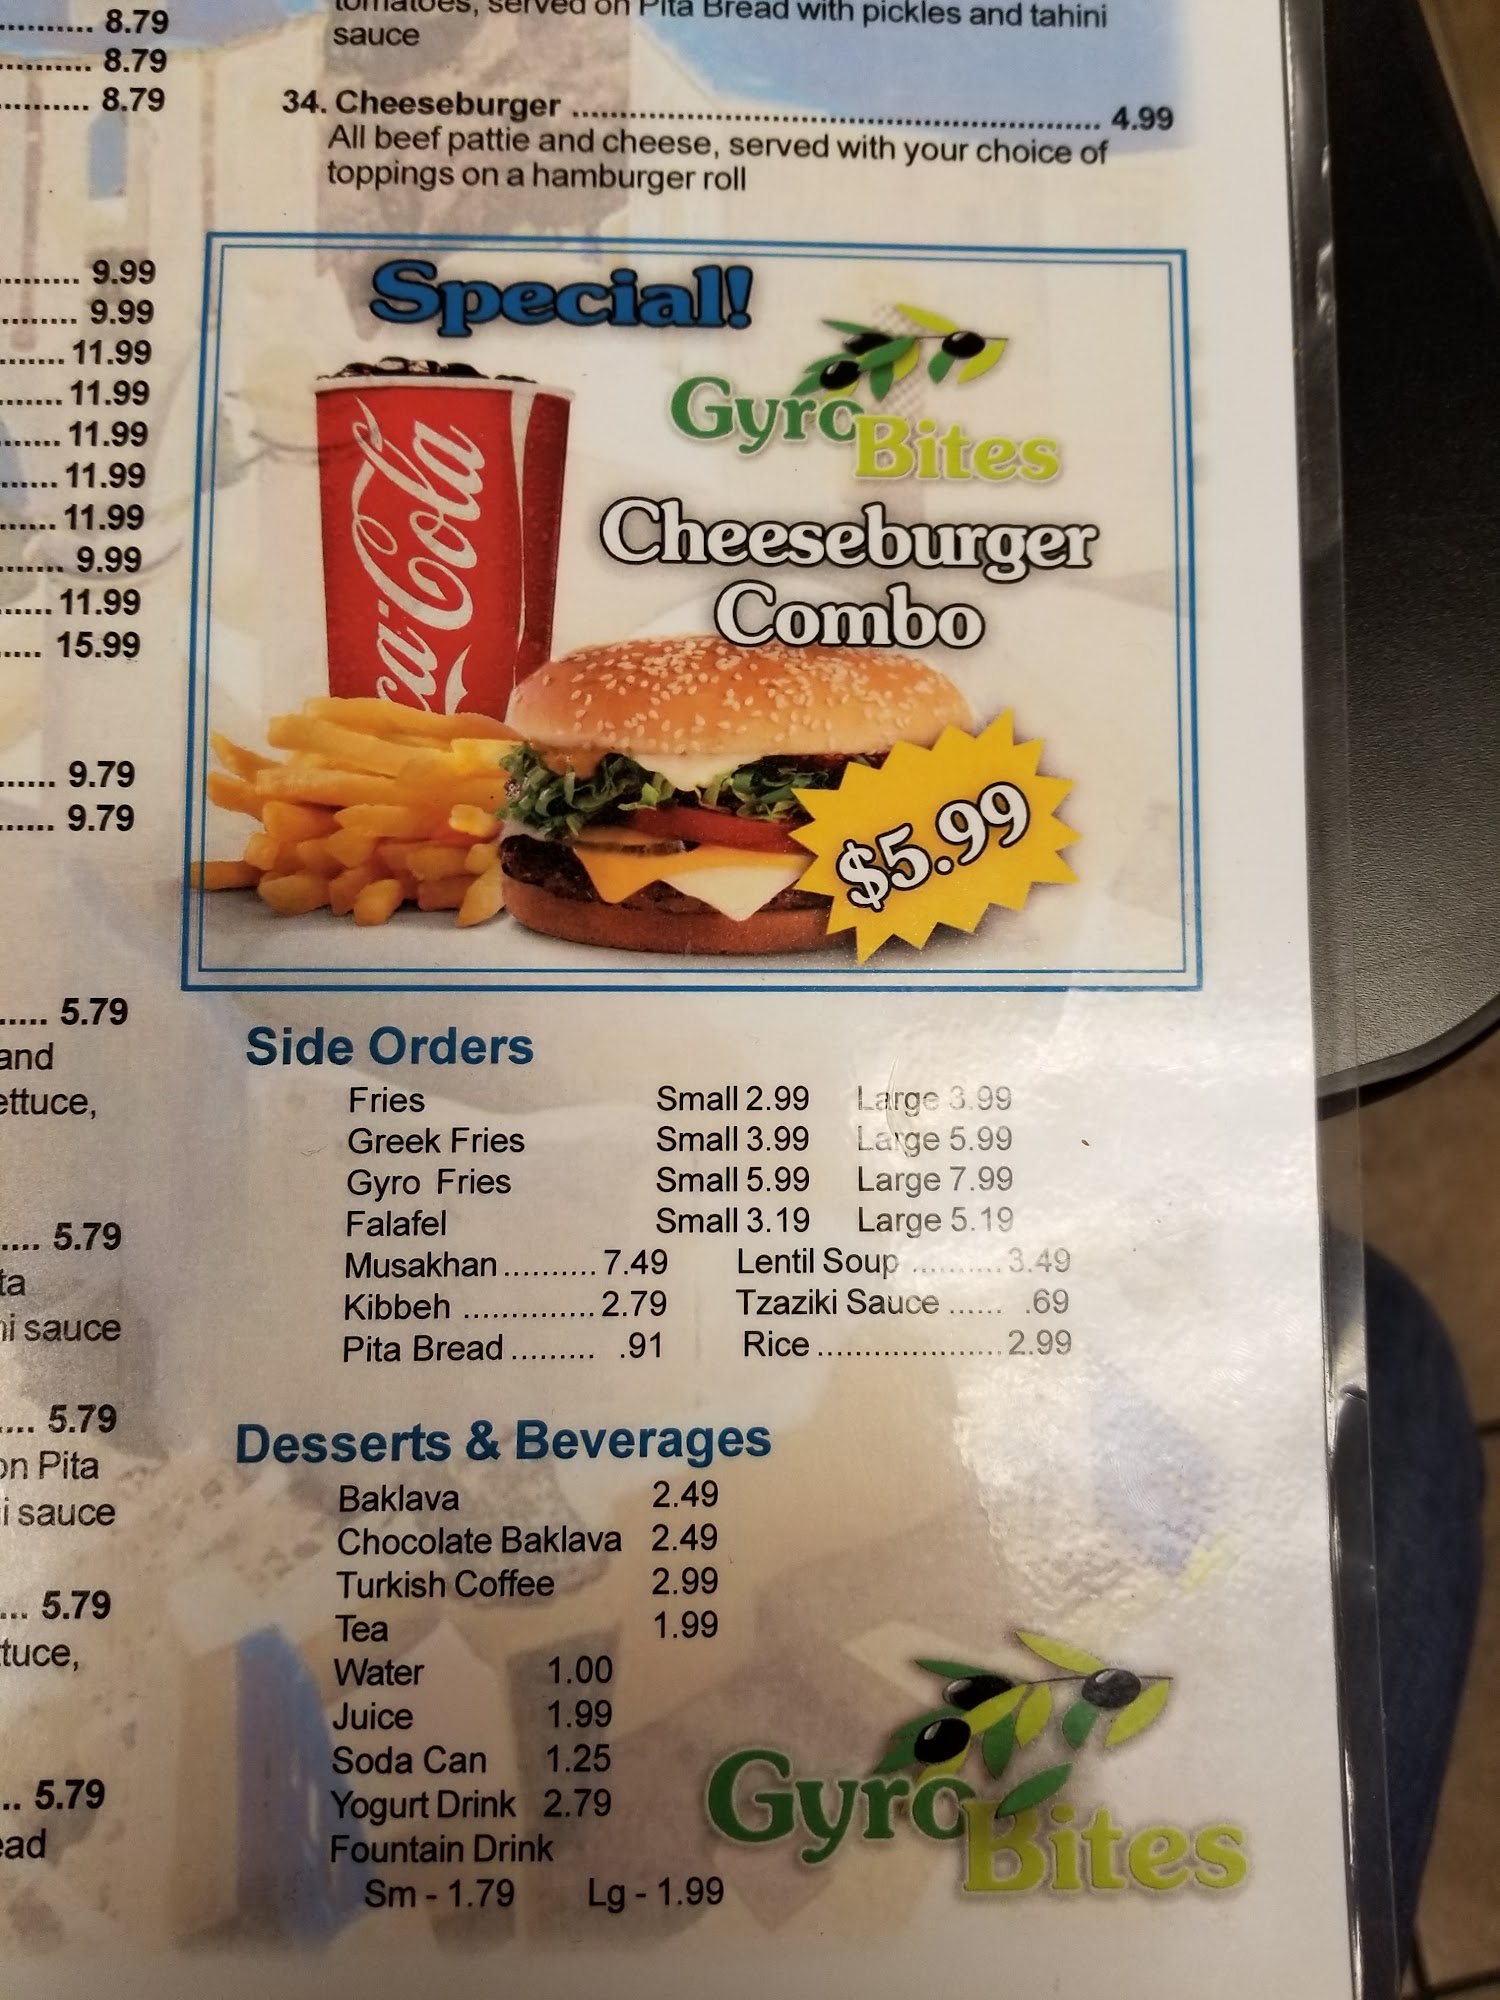 8.79
8.79
8.79
9.99
9.99
11.99
11.99
11.99
11.99
11.99
9.99
11.99
15.99
9.79
9.79
5.79
and
ettuce,
5.79
ta
ni sauce
5.79
on Pita
i sauce
5.79
tuce,
5.79
ead
tomatoes, served on Pita Bread with pickles and tahini
sauce
34. Cheeseburger ........ 4.99
All beef pattie and cheese, served with your choice of
toppings on a hamburger roll
Special!
Gyro
Bites
ca-Cola
Cheeseburger
Combo
$5.99
Side Orders
Fries Small 2.99 Large 3.99
Greek Fries Small 3.99 Large 5.99
Gyro Fries Small 5.99 Large 7.99
Falafel Small 3.19 Large 5.19
Musakhan .......... 7.49 Lentil Soup .......... 3.49
Kibbeh .............. 2.79 Tzaziki Sauce ...... .69
Pita Bread ......... .91 Rice .................... 2.99
Desserts & Beverages
Baklava 2.49
Chocolate Baklava 2.49
Turkish Coffee 2.99
Tea 1.99
Water 1.00
Juice 1.99
Soda Can 1.25
Yogurt Drink 2.79
Fountain Drink
Sm - 1.79 Lg - 1.99
Gyro
Bites